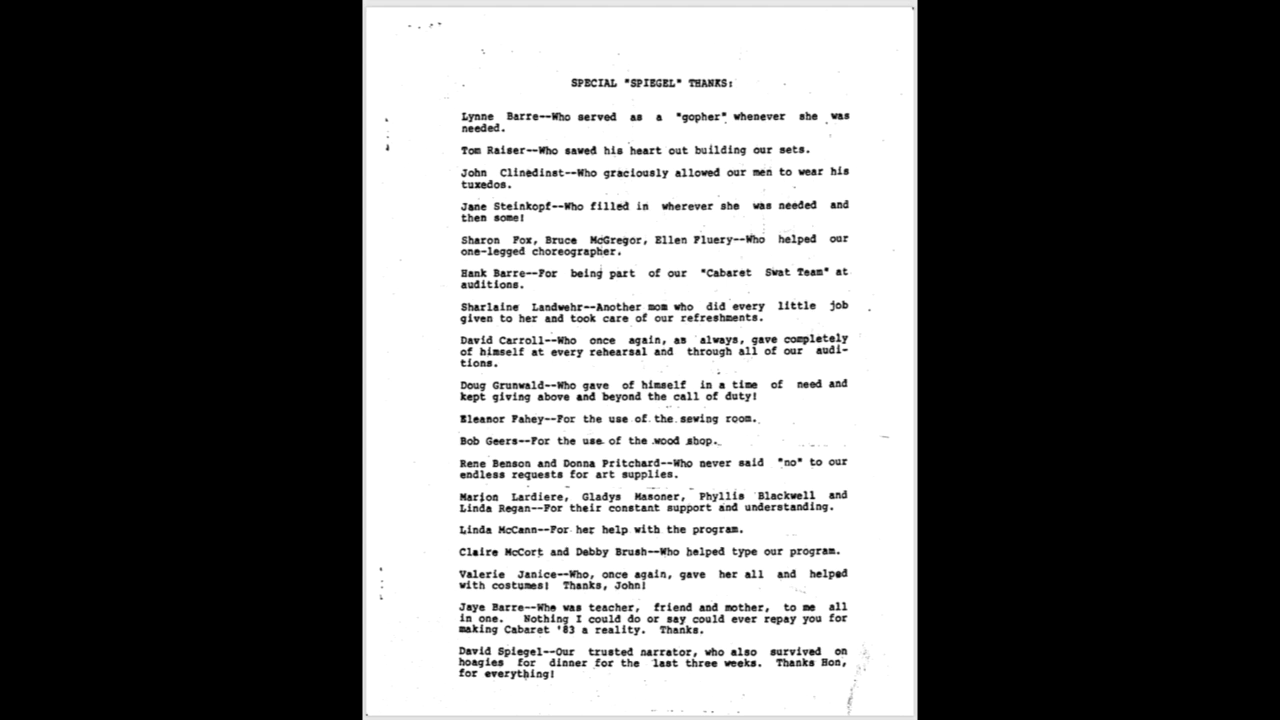 SPECIAL "SPIEGEL" THANKS:
Lynne Barre--Who served as a "gopher" whenever she was
needed.
Tom Raiser--Who sawed his heart out building our sets.
John Clinedinst--Who graciously allowed our men to wear his
tuxedos.
Jane Steinkopf--Who filled in wherever she was needed and
then some!
Sharon Fox, Bruce McGregor, Ellen Fluery--Who helped our
one-legged choreographer.
Hank Barre--For being part of our "Cabaret Swat Team" at
auditions.
Sharlaine Landwehr--Another mom who did every little job
given to her and took care of our refreshments.
David Carroll--Who once again, as always, gave completely
of himself at every rehearsal and through all of our audi-
tions.
Doug Grunwald--Who gave of himself in a time of need and
kept giving above and beyond the call of duty!
Eleanor Fahey--For the use of the sewing room.
Bob Geers--For the use of the wood shop.
Rene Benson and Donna Pritchard--Who never said "no" to our
endless requests for art supplies.
Marion Lardiere, Gladys Masoner, Phyllis Blackwell and
Linda Regan--For their constant support and understanding.
Linda McCann--For her help with the program.
Claire McCort and Debby Brush--Who helped type our program.
Valerie Janice--Who, once again, gave her all and helped
with costumes! Thanks, John!
Jaye Barre--Who was teacher, friend and mother, to me all
in one. Nothing I could do or say could ever repay you for
making Cabaret '83 a reality. Thanks.
David Spiegel--Our trusted narrator, who also survived on
hoagies for dinner for the last three weeks. Thanks Hon,
for everything!